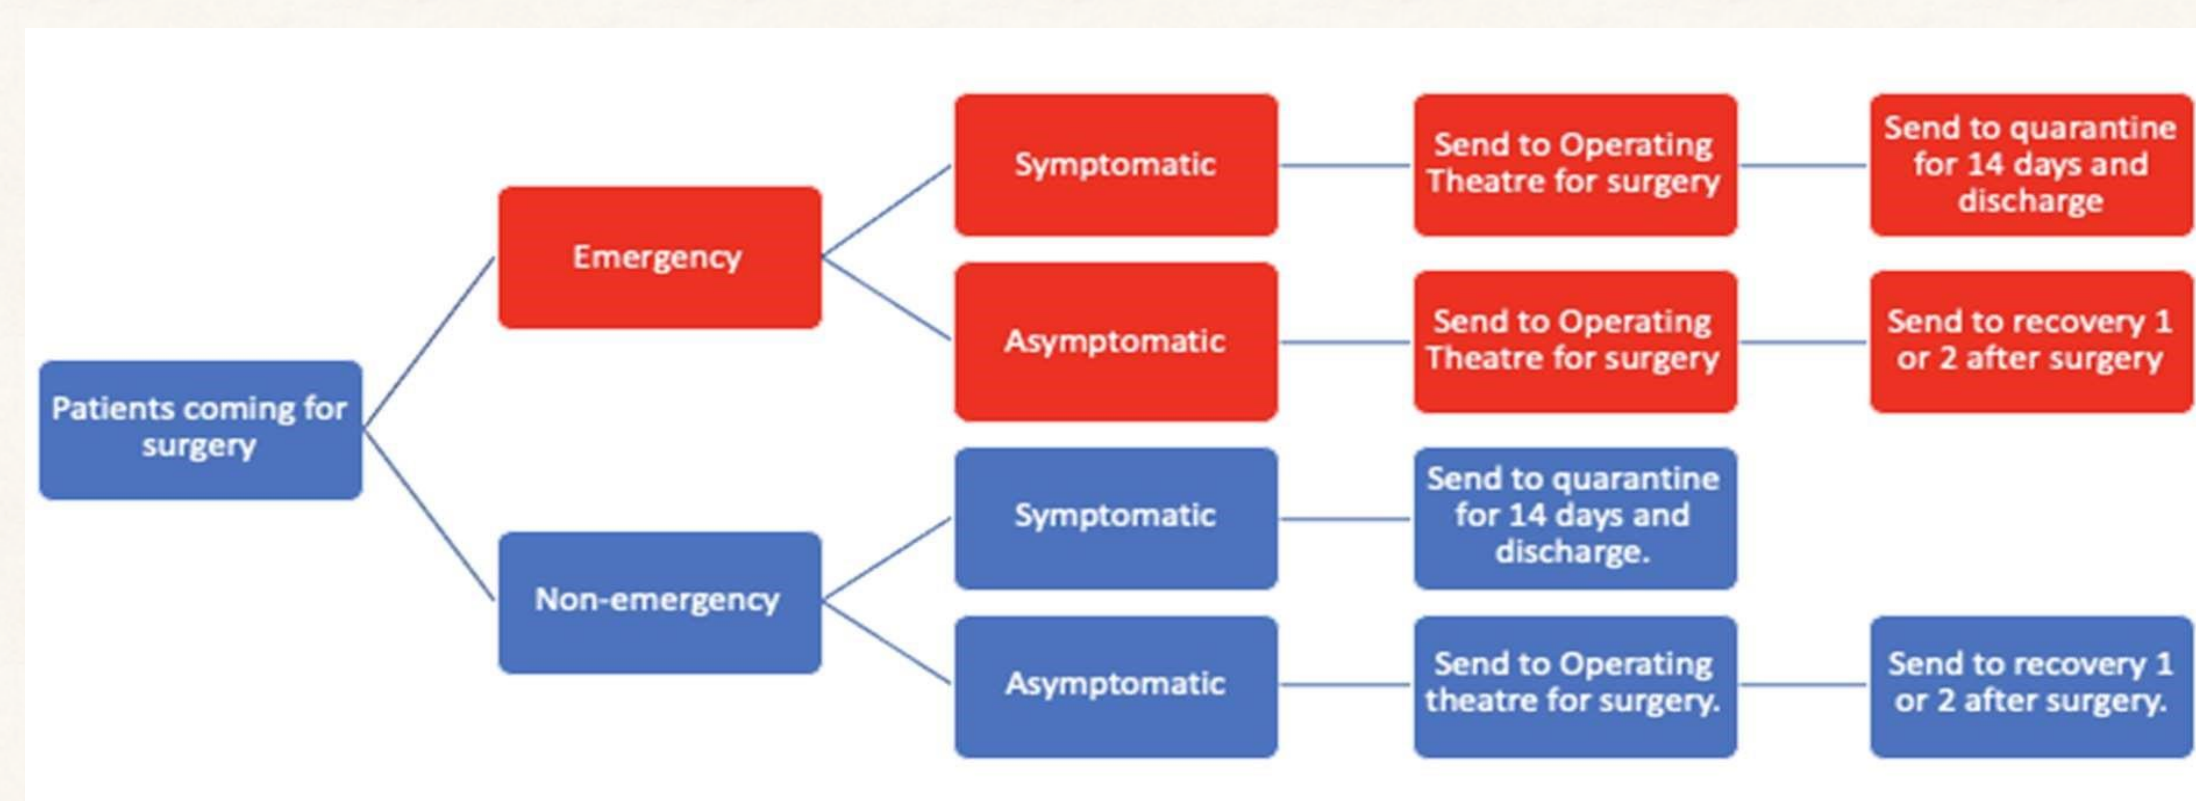 Patients coming for
surgery
Emergency
Symptomatic
Send to Operating
Theatre for surgery
Send to quarantine
for 14 days and
discharge
Asymptomatic
Send to Operating
Theatre for surgery
Send to recovery 1
or 2 after surgery
Non-emergency
Symptomatic
Send to quarantine
for 14 days and
discharge.
Asymptomatic
Send to Operating
theatre for surgery.
Send to recovery 1
or 2 after surgery.